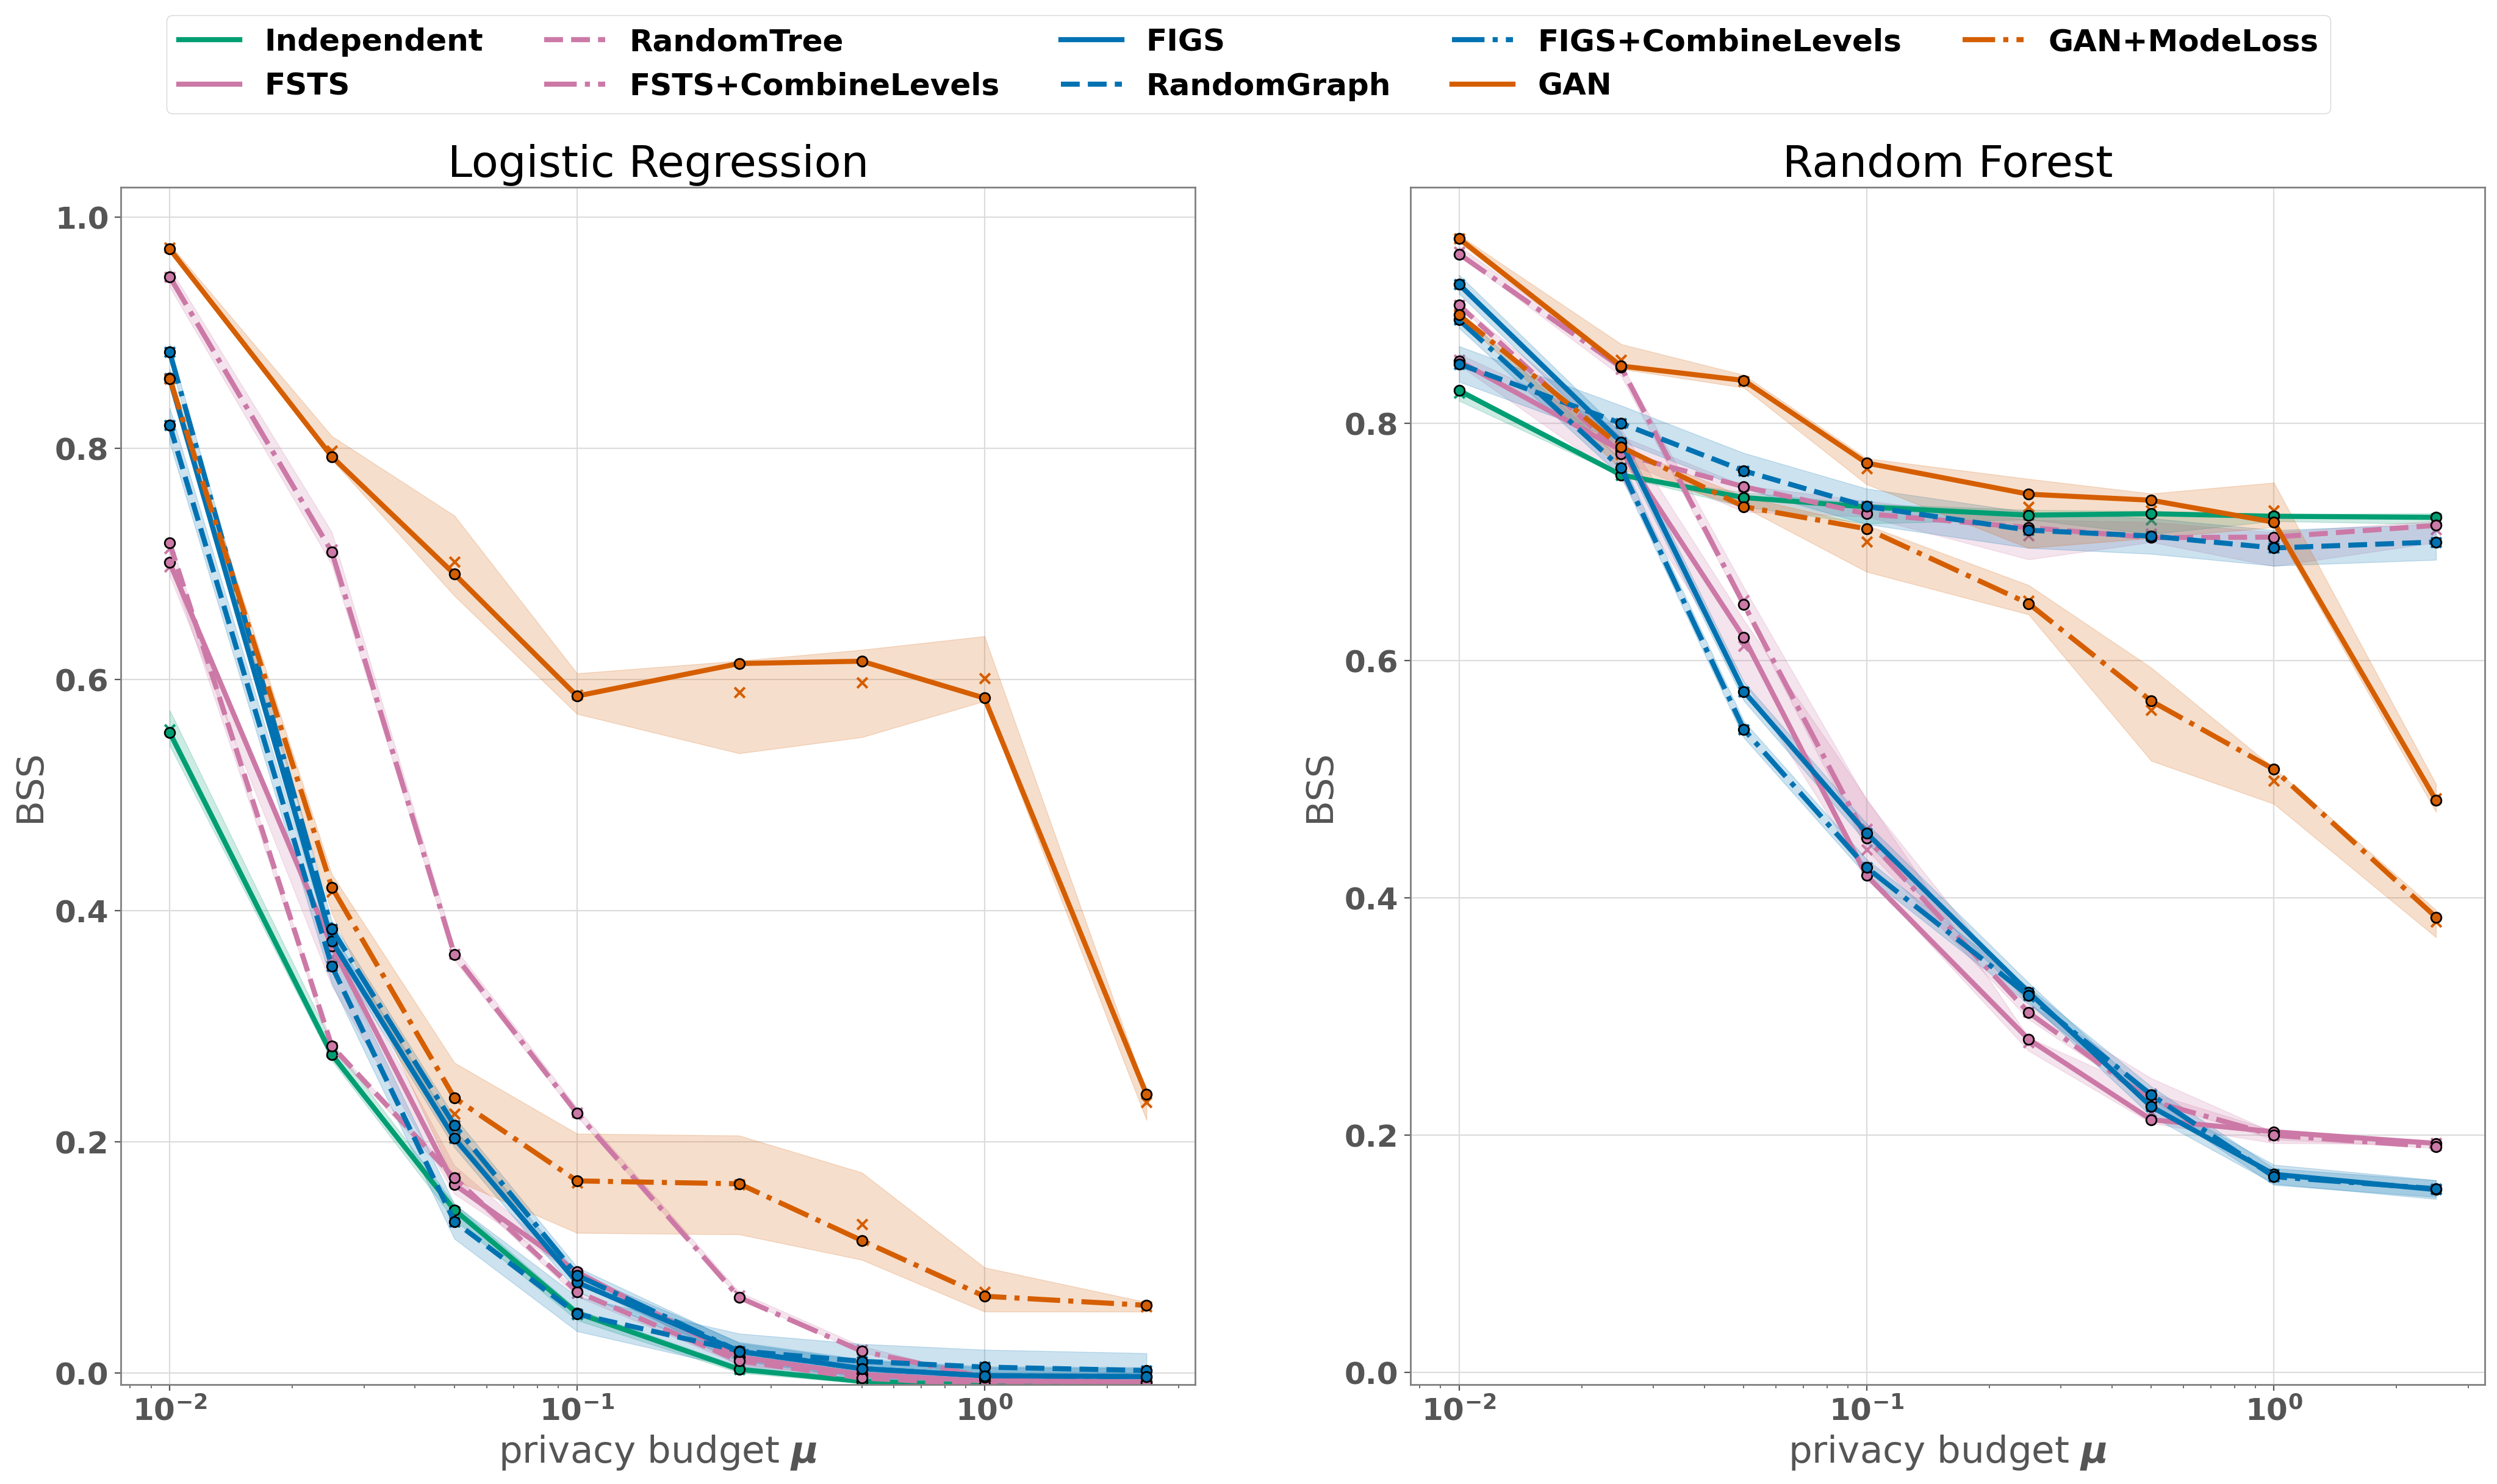 Independent RandomTree FIGS FIGS+CombineLevels GAN+ModeLoss
FSTS FSTS+CombineLevels RandomGraph GAN
Logistic Regression
1.0
0.8
0.6
0.4
0.2
0.0
BSS
10⁻² 10⁻¹ 10⁰
privacy budget μ
Random Forest
0.8
0.6
0.4
0.2
0.0
BSS
10⁻² 10⁻¹ 10⁰
privacy budget μ